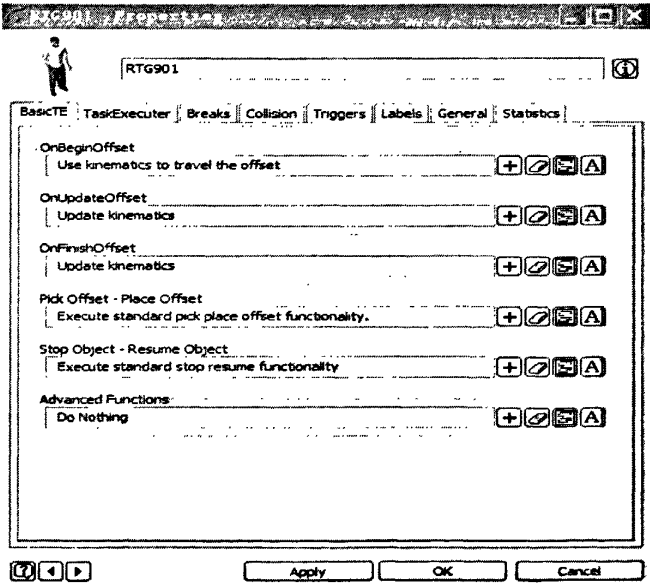 RTG901 Properties
RTG901
BasicTE TaskExecuter Breaks Collision Triggers Labels General Statistics
OnBeginOffset
Use kinematics to travel the offset
A
OnUpdateOffset
Update kinematics
A
OnFinishOffset
Update kinematics
A
Pick Offset - Place Offset
Execute standard pick place offset functionality.
A
Stop Object - Resume Object
Execute standard stop resume functionality
A
Advanced Functions
Do Nothing
A
? Apply OK Cancel